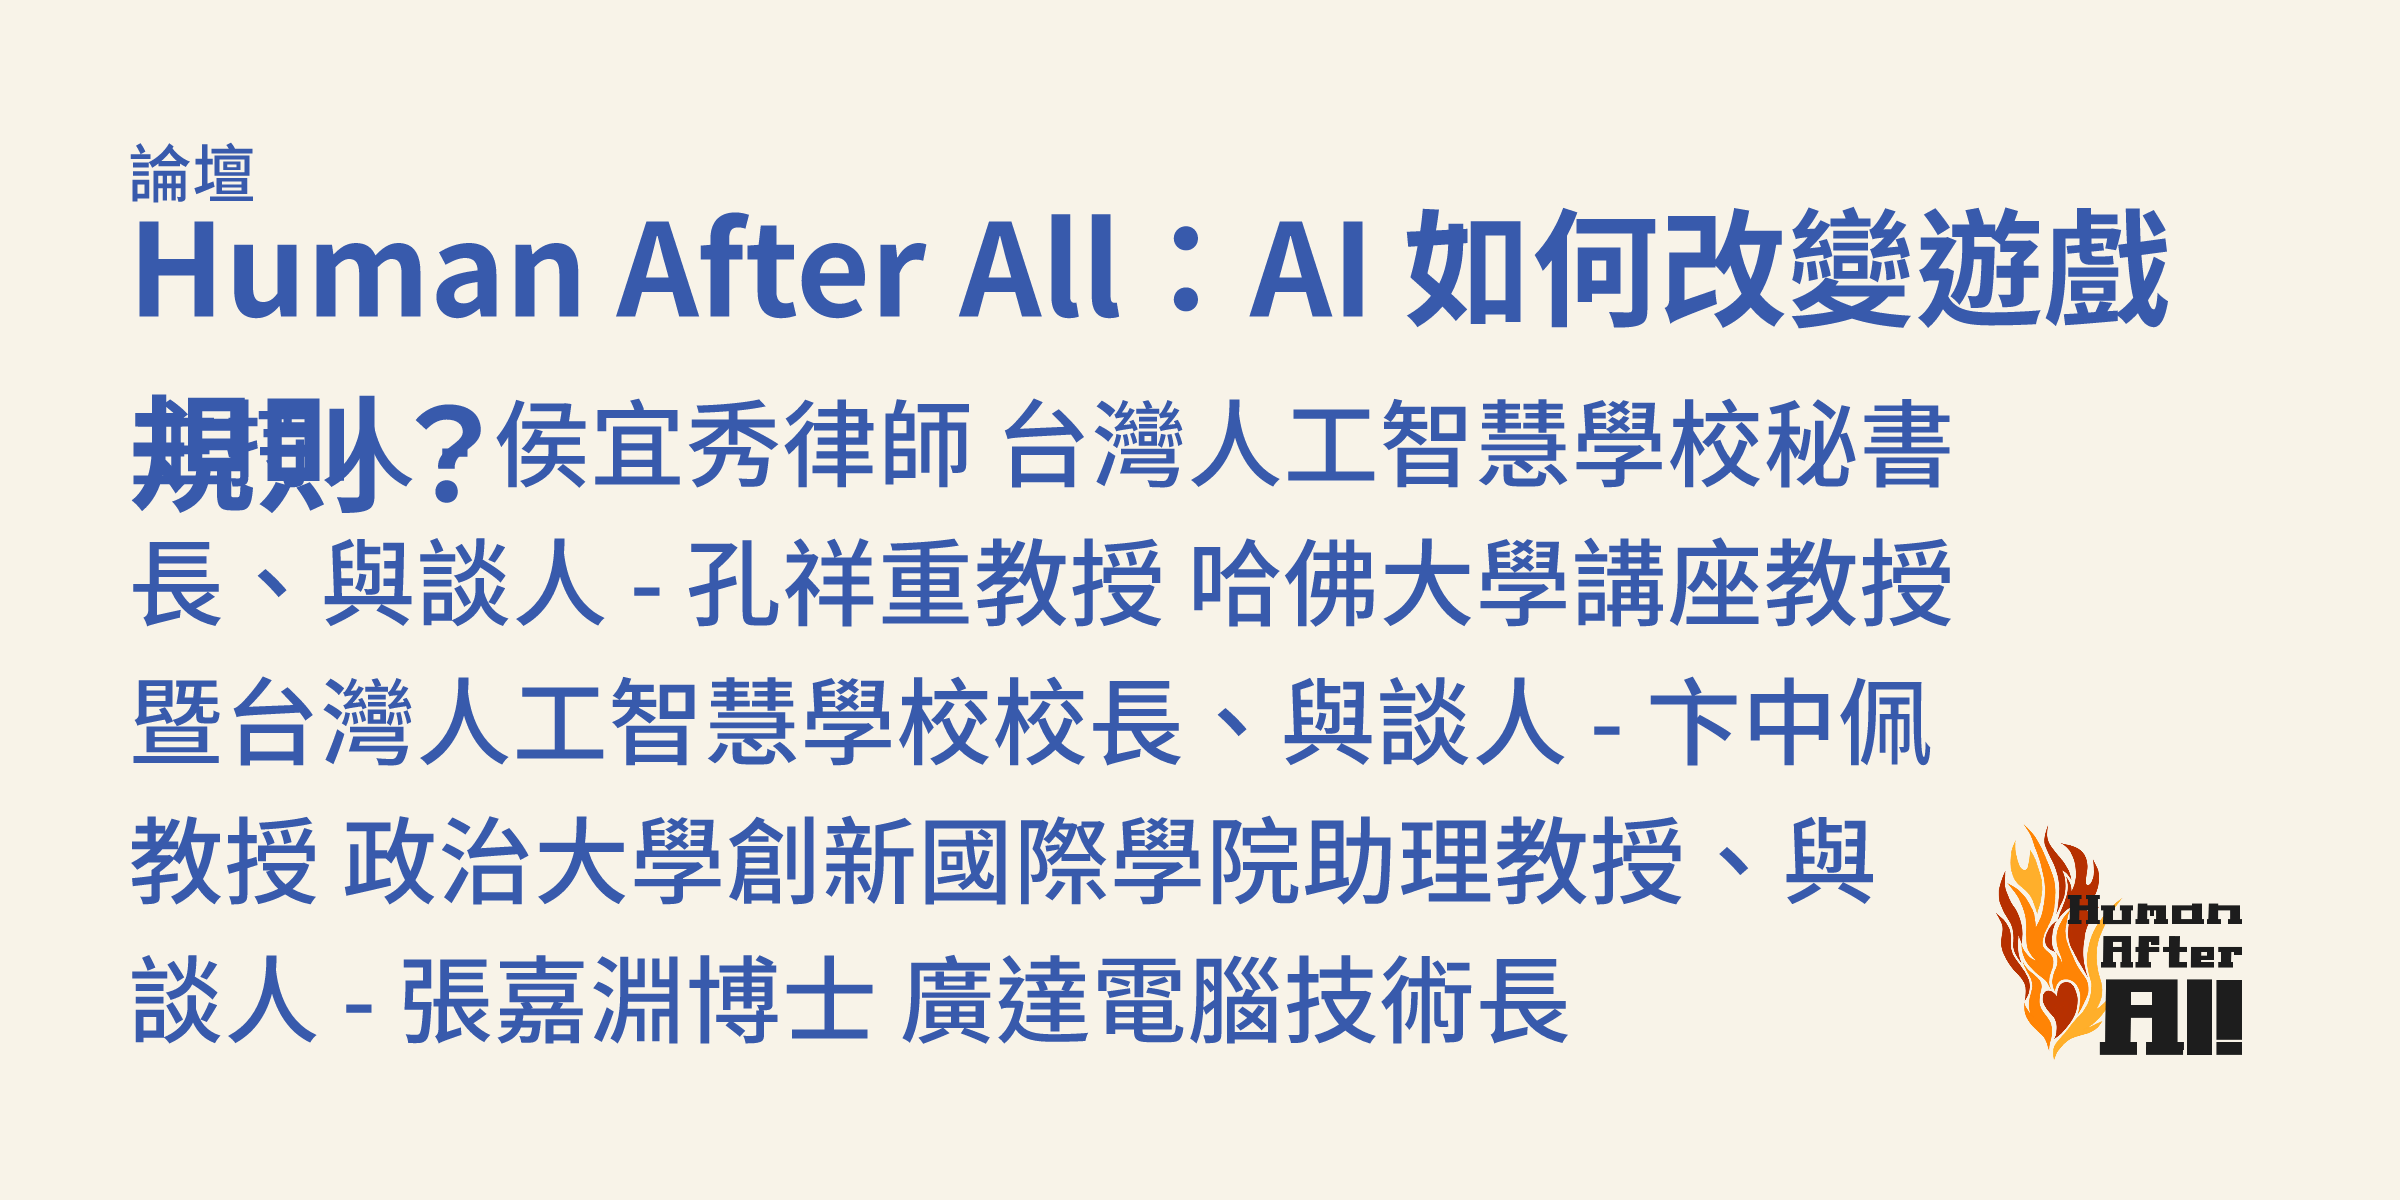 論壇
Human After All：AI 如何改變遊戲
規則？
侯宜秀律師 台灣人工智慧學校秘書
長、與談人 - 孔祥重教授 哈佛大學講座教授
暨台灣人工智慧學校校長、與談人 - 卞中佩
教授 政治大學創新國際學院助理教授、與
談人 - 張嘉淵博士 廣達電腦技術長
Human
After
All